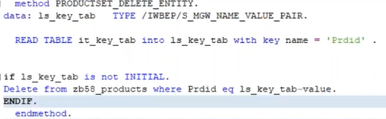 method PRODUCTSET_DELETE_ENTITY.
data: ls_key_tab TYPE /IWBEP/S_MGW_NAME_VALUE_PAIR.
READ TABLE it_key_tab into ls_key_tab with key name = 'Prdid' .
if ls_key_tab is not INITIAL.
Delete from zb58_products where Prdid eq ls_key_tab-value.
ENDIF.
endmethod.